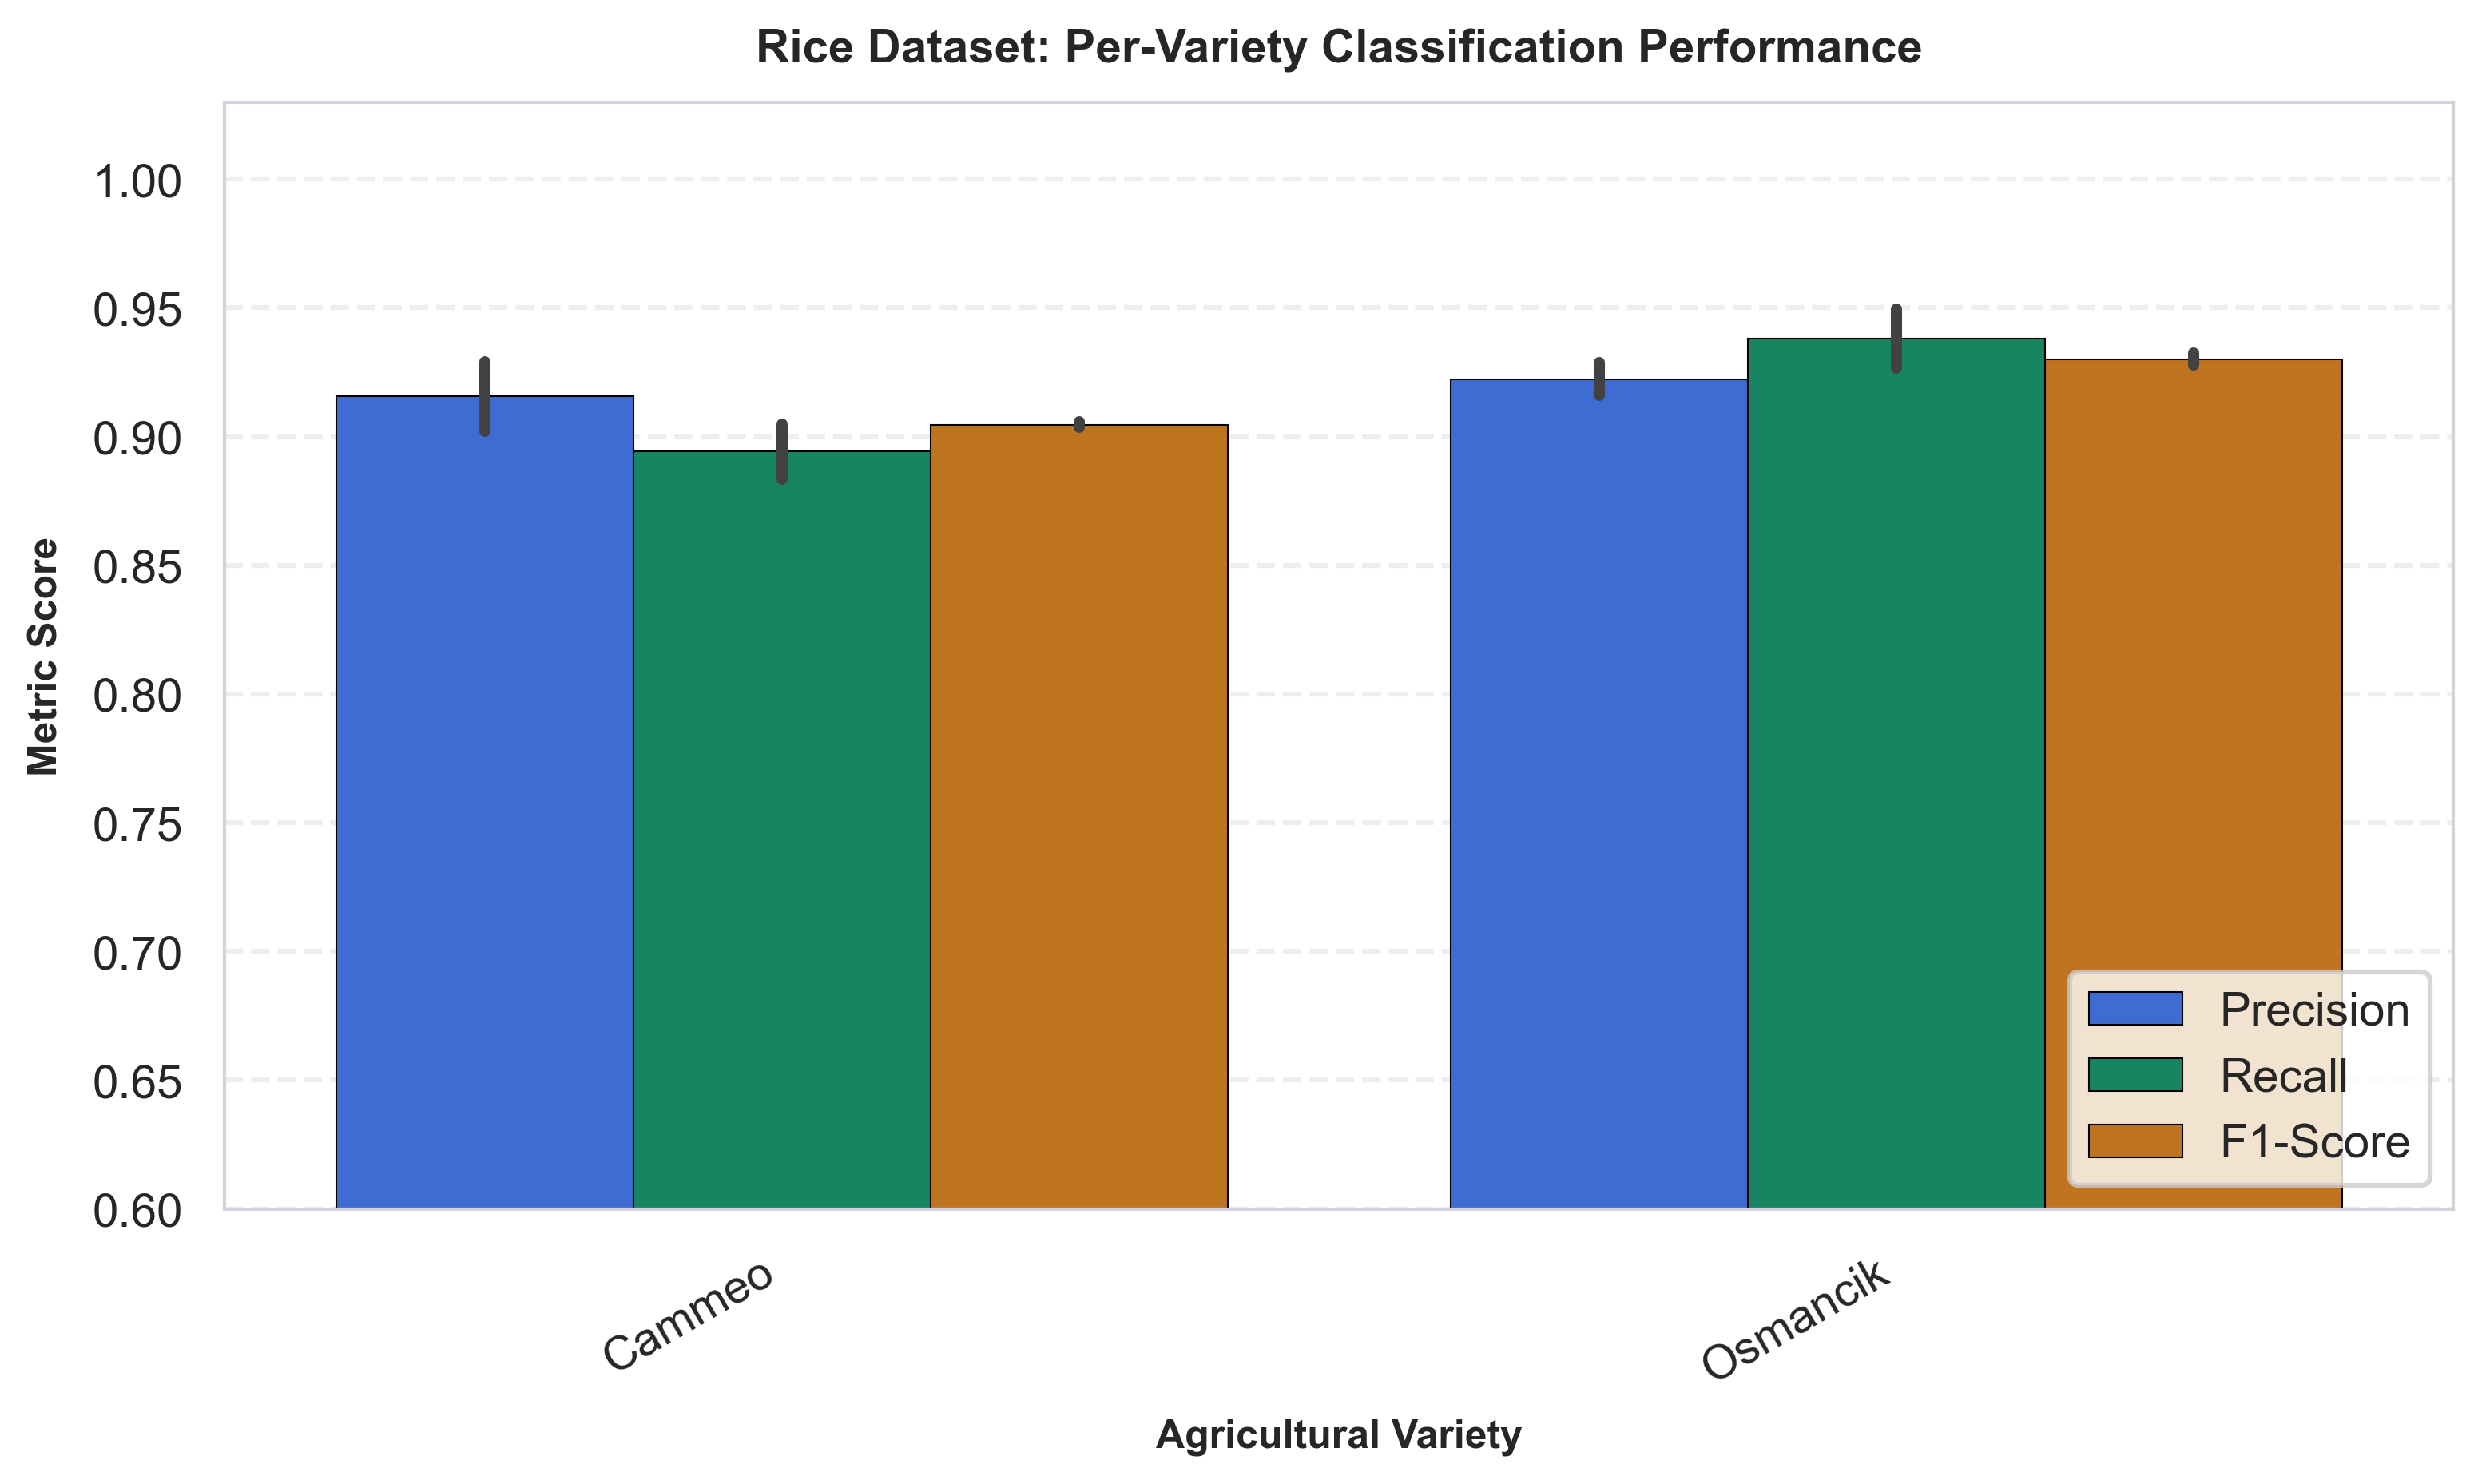 Rice Dataset: Per-Variety Classification Performance
Metric Score
1.00
0.95
0.90
0.85
0.80
0.75
0.70
0.65
0.60
Precision
Recall
F1-Score
Cammeo
Osmancik
Agricultural Variety